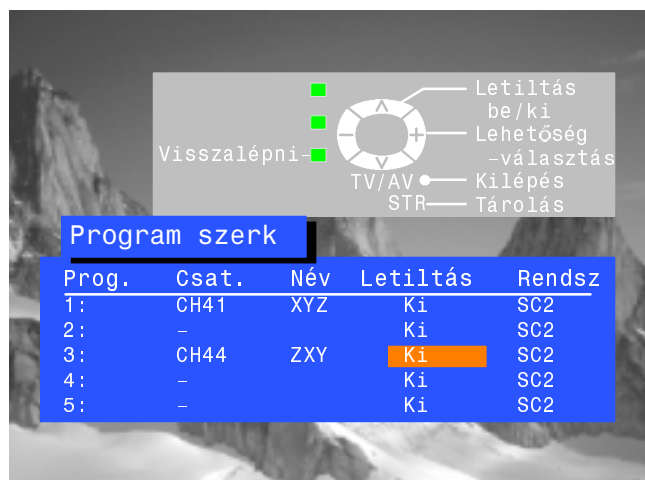 Letiltás
be/ki
Lehetőség
Visszalépni
-választás
TV/AV Kilépés
STR Tárolás
Program szerk
Prog. Csat. Név Letiltás Rendsz
1: CH41 XYZ Ki SC2
2: - Ki SC2
3: CH44 ZXY Ki SC2
4: - Ki SC2
5: - Ki SC2